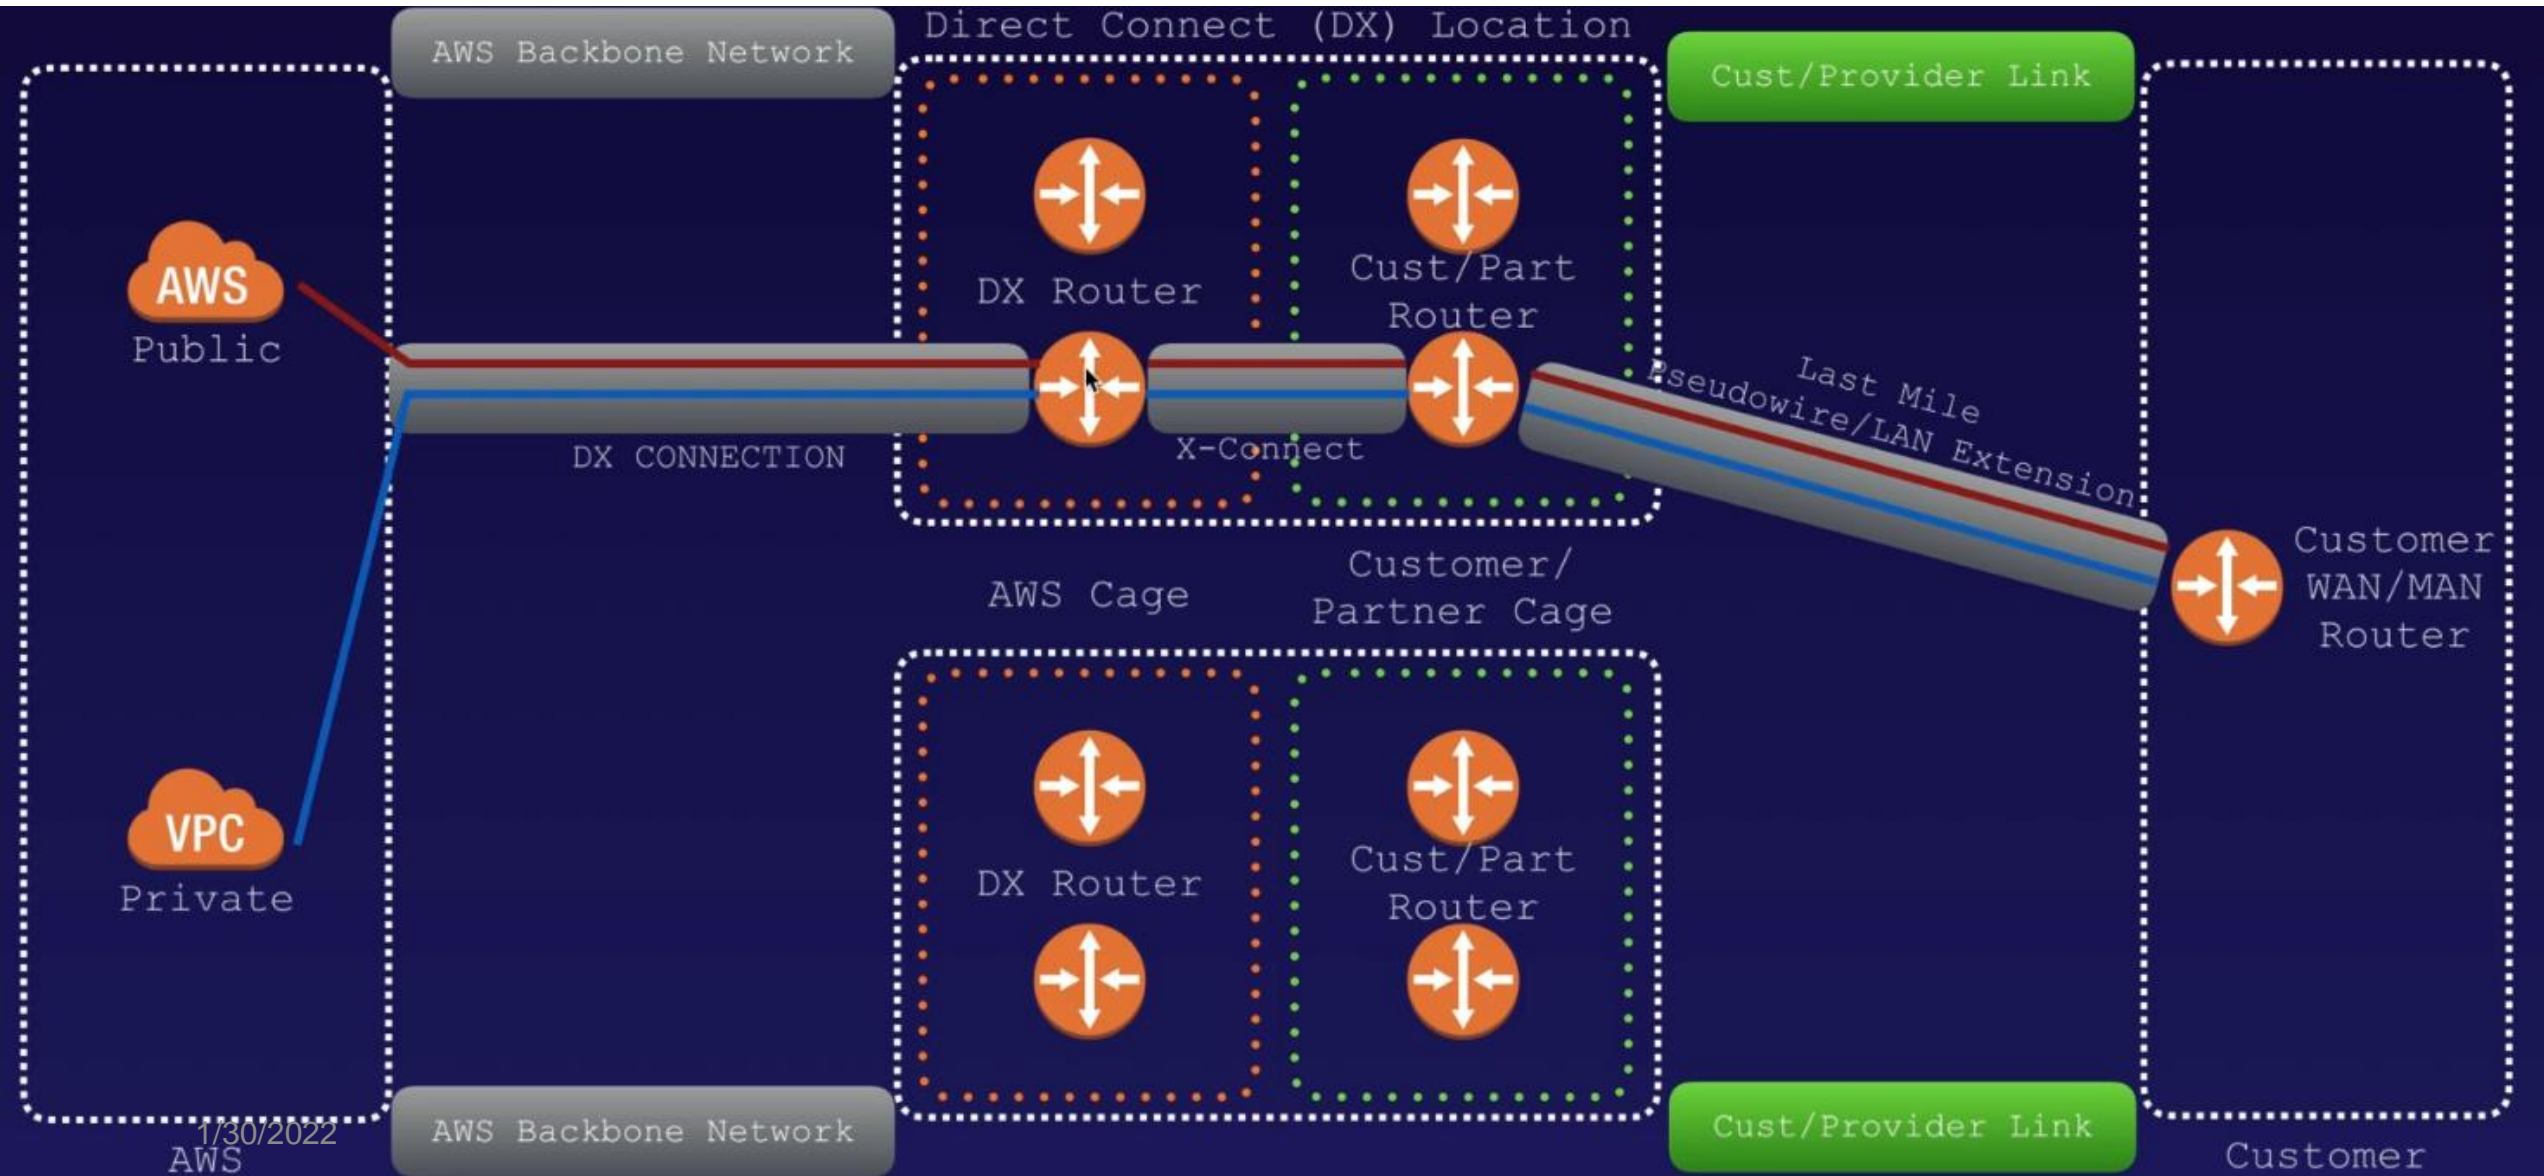 Direct Connect (DX) Location
AWS Backbone Network
Cust/Provider Link
AWS
Public
DX Router
Cust/Part
Router
DX CONNECTION
X-Connect
Last Mile
Pseudowire/LAN Extension
Customer
WAN/MAN
Router
AWS Cage
Customer/
Partner Cage
VPC
Private
DX Router
Cust/Part
Router
AWS Backbone Network
Cust/Provider Link
1/30/2022
AWS
Customer